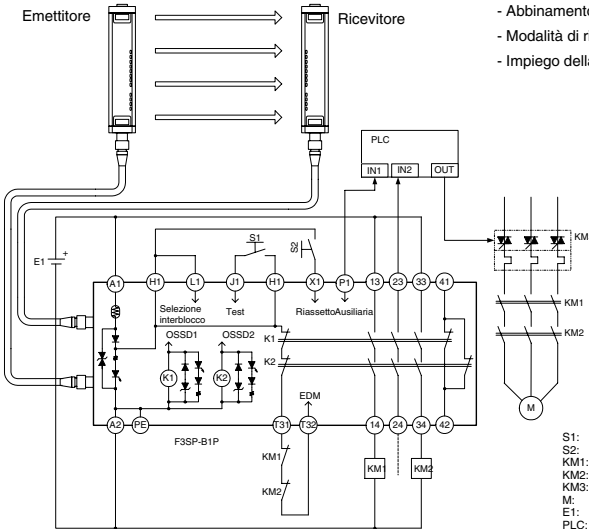 Emettitore
Ricevitore
- Abbinamento
- Modalità di
- Impiego della
PLC
IN1 IN2 OUT
E1 +
S1
S2
KM
A1 H1 L1 J1 H1 X1 P1 13 23 33 41
Selezione interblocco
Test
Riassetto
Ausiliaria
OSSD1 OSSD2
K1
K2
K1 K2
EDM
KM1
KM2
M
A2 PE T31 T32 14 24 34 42
F3SP-B1P
KM1
KM2
KM1 KM2
S1:
S2:
KM1:
KM2:
KM3:
M:
E1:
PLC: